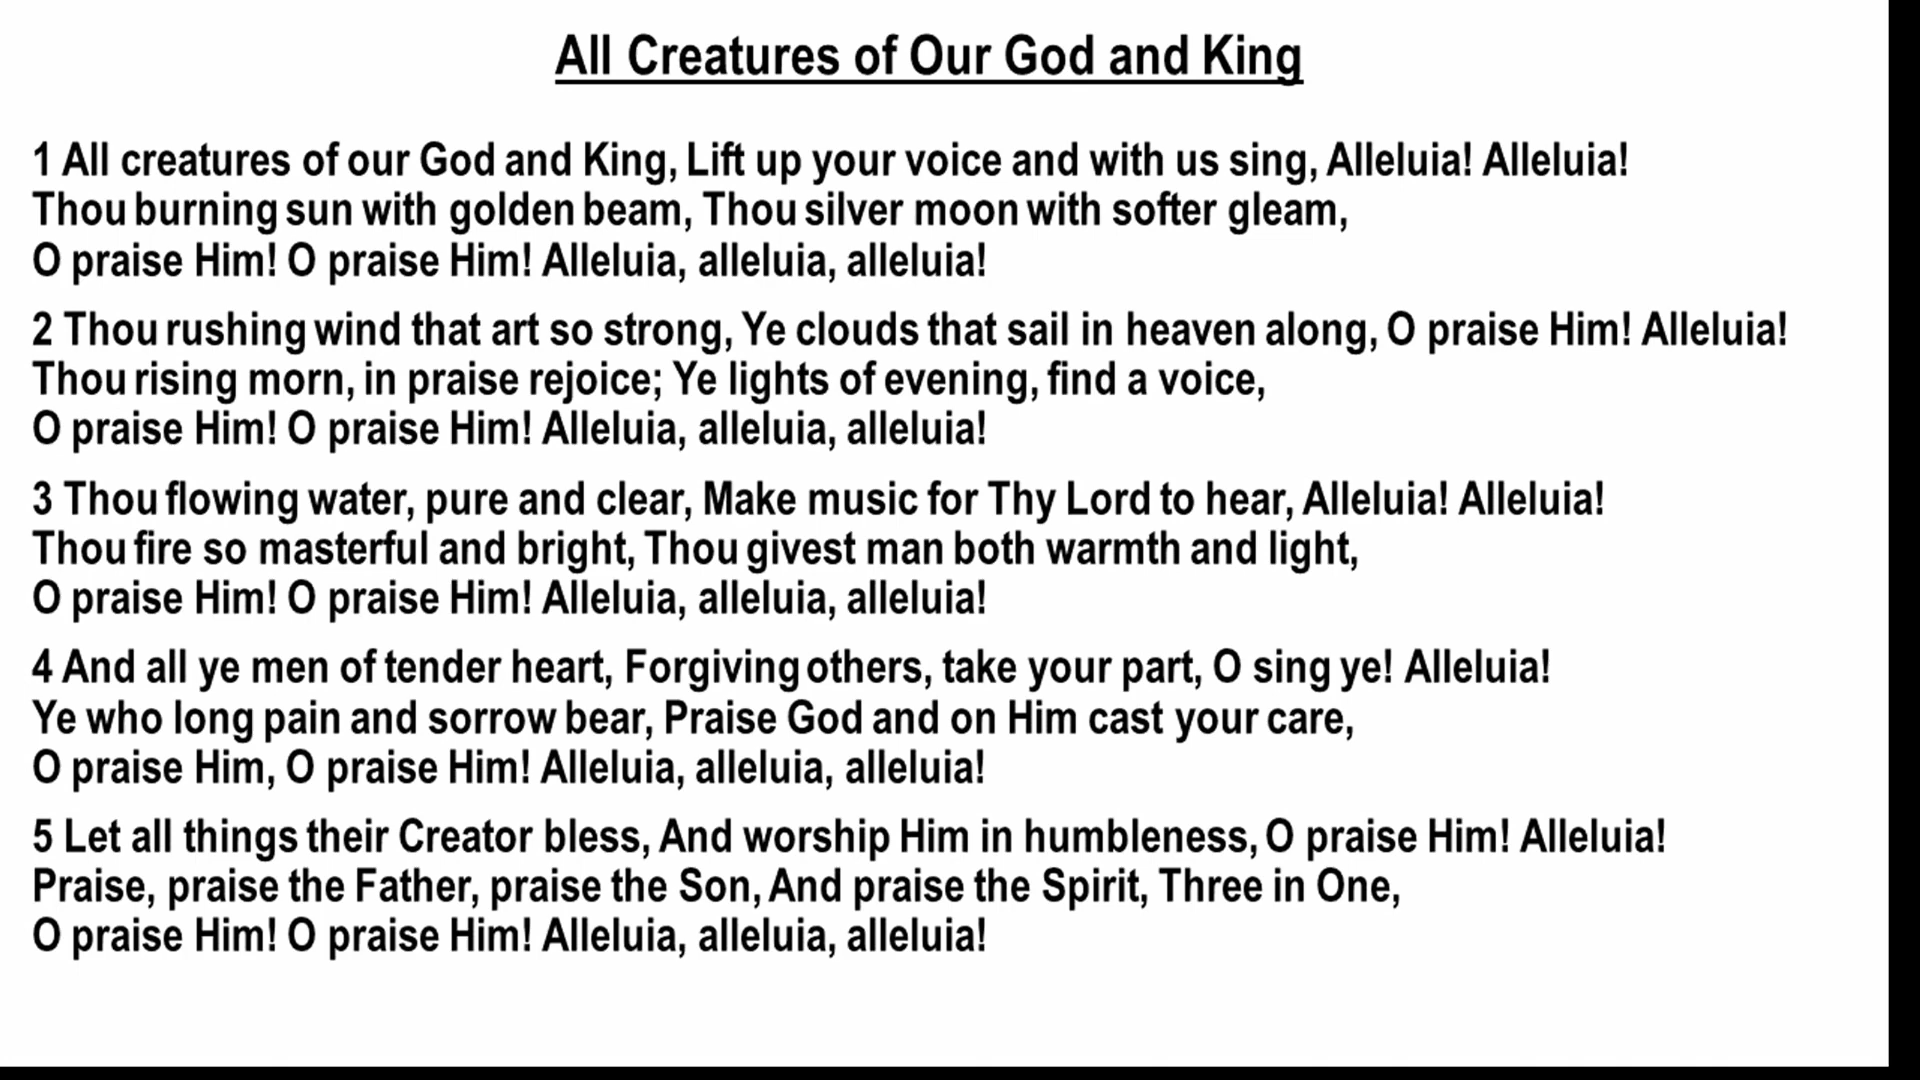 All Creatures of Our God and King
1 All creatures of our God and King, Lift up your voice and with us sing, Alleluia! Alleluia!
Thou burning sun with golden beam, Thou silver moon with softer gleam,
O praise Him! O praise Him! Alleluia, alleluia, alleluia!
2 Thou rushing wind that art so strong, Ye clouds that sail in heaven along, O praise Him! Alleluia!
Thou rising morn, in praise rejoice; Ye lights of evening, find a voice,
O praise Him! O praise Him! Alleluia, alleluia, alleluia!
3 Thou flowing water, pure and clear, Make music for Thy Lord to hear, Alleluia! Alleluia!
Thou fire so masterful and bright, Thou givest man both warmth and light,
O praise Him! O praise Him! Alleluia, alleluia, alleluia!
4 And all ye men of tender heart, Forgiving others, take your part, O sing ye! Alleluia!
Ye who long pain and sorrow bear, Praise God and on Him cast your care,
O praise Him, O praise Him! Alleluia, alleluia, alleluia!
5 Let all things their Creator bless, And worship Him in humbleness, O praise Him! Alleluia!
Praise, praise the Father, praise the Son, And praise the Spirit, Three in One,
O praise Him! O praise Him! Alleluia, alleluia, alleluia!